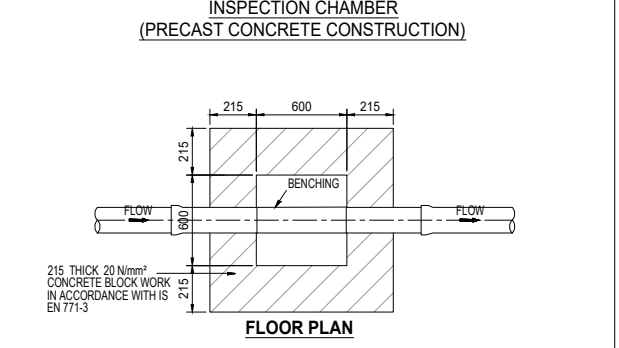 INSPECTION CHAMBER
(PRECAST CONCRETE CONSTRUCTION)
215 600 215
215
BENCHING
FLOW FLOW
600
215 THICK 20 N/mm²
CONCRETE BLOCK WORK
IN ACCORDANCE WITH IS
EN 771-3
215
FLOOR PLAN